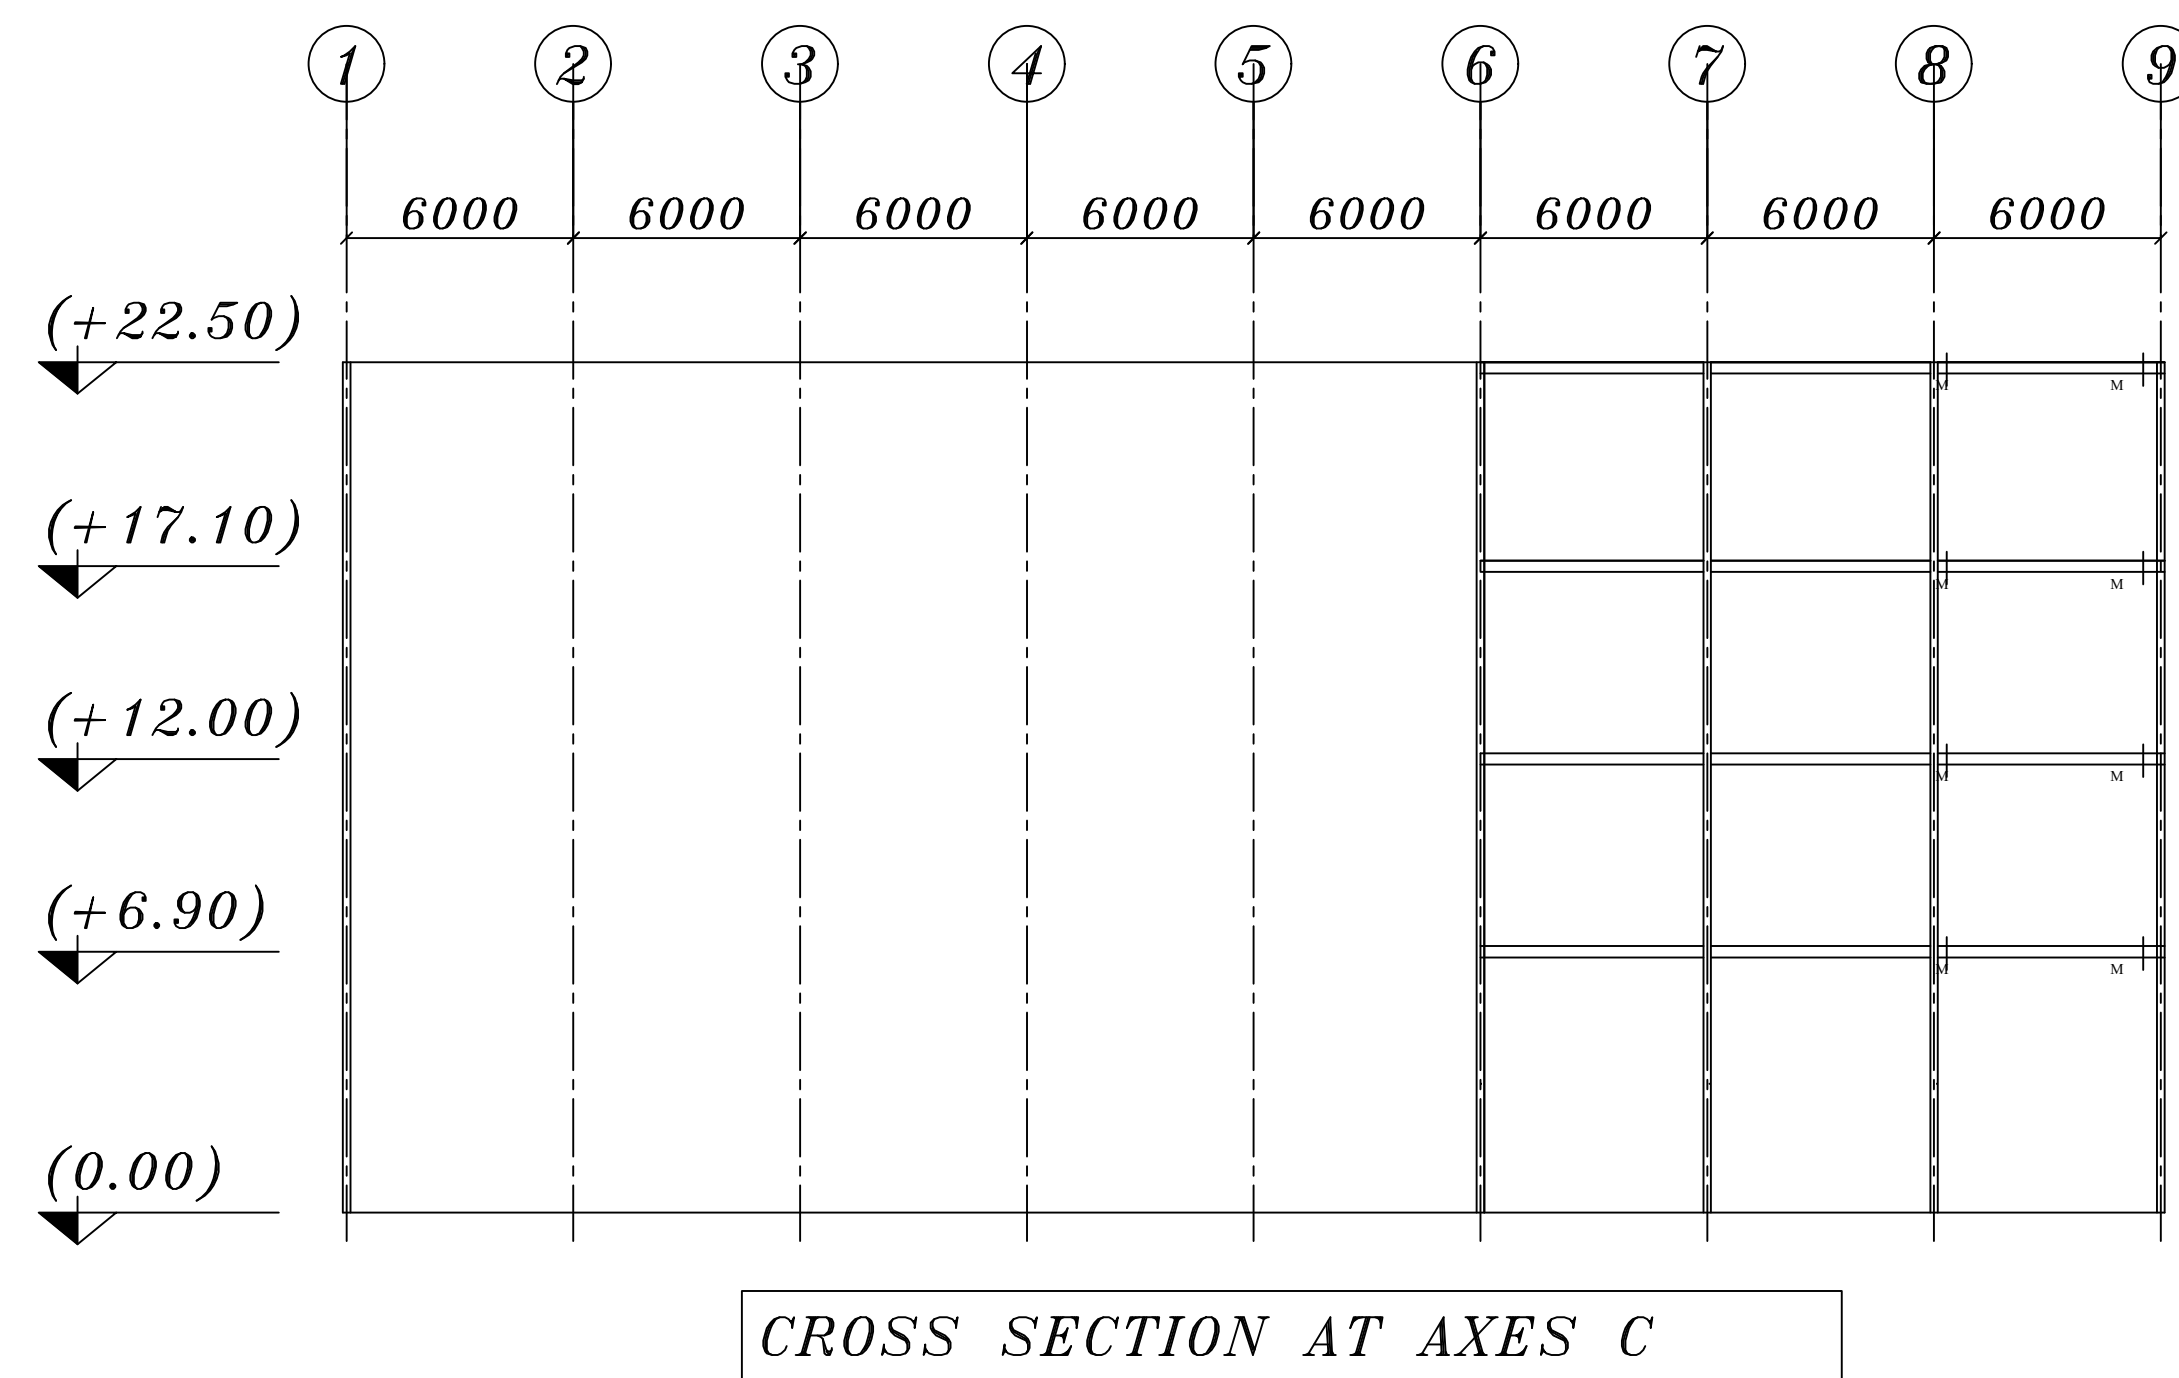 1 2 3 4 5 6 7 8 9
6000 6000 6000 6000 6000 6000 6000 6000
(+22.50)
M M
(+17.10)
M M
(+12.00)
M M
(+6.90)
M M
(0.00)
CROSS SECTION AT AXES C